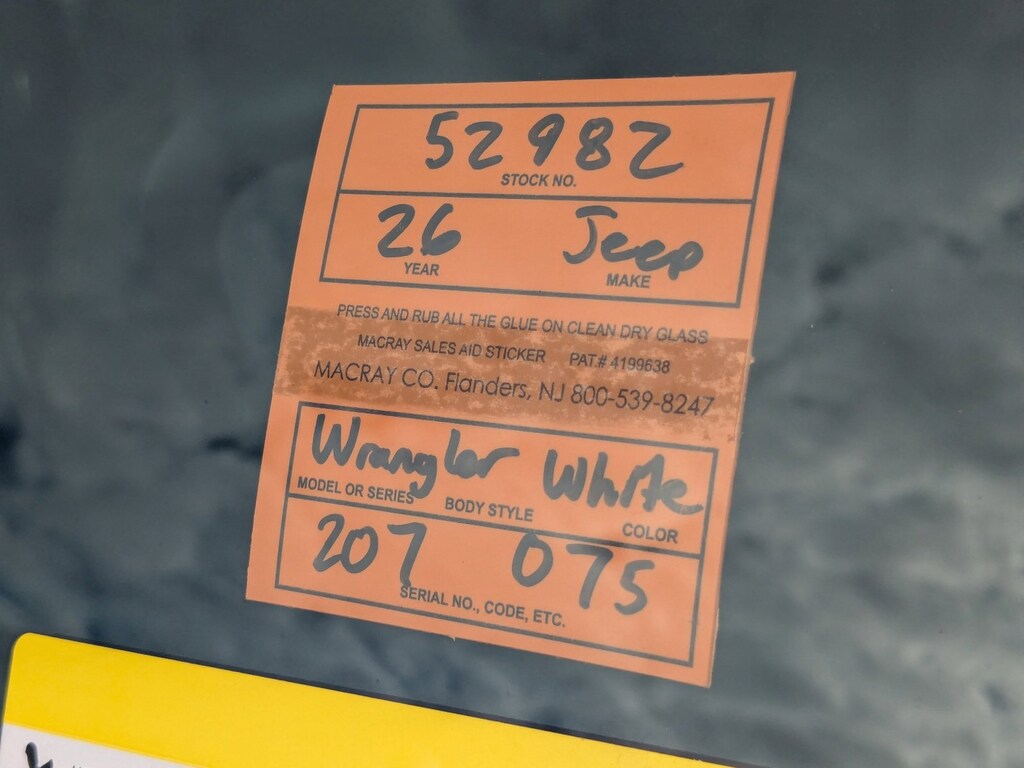 52982
STOCK NO.
26 Jeep
YEAR MAKE
PRESS AND RUB ALL THE GLUE ON CLEAN DRY GLASS
MACRAY SALES AID STICKER PAT.# 4199638
MACRAY CO. Flanders, NJ 800-539-8247
Wrangler White
MODEL OR SERIES BODY STYLE COLOR
207 075
SERIAL NO., CODE, ETC.